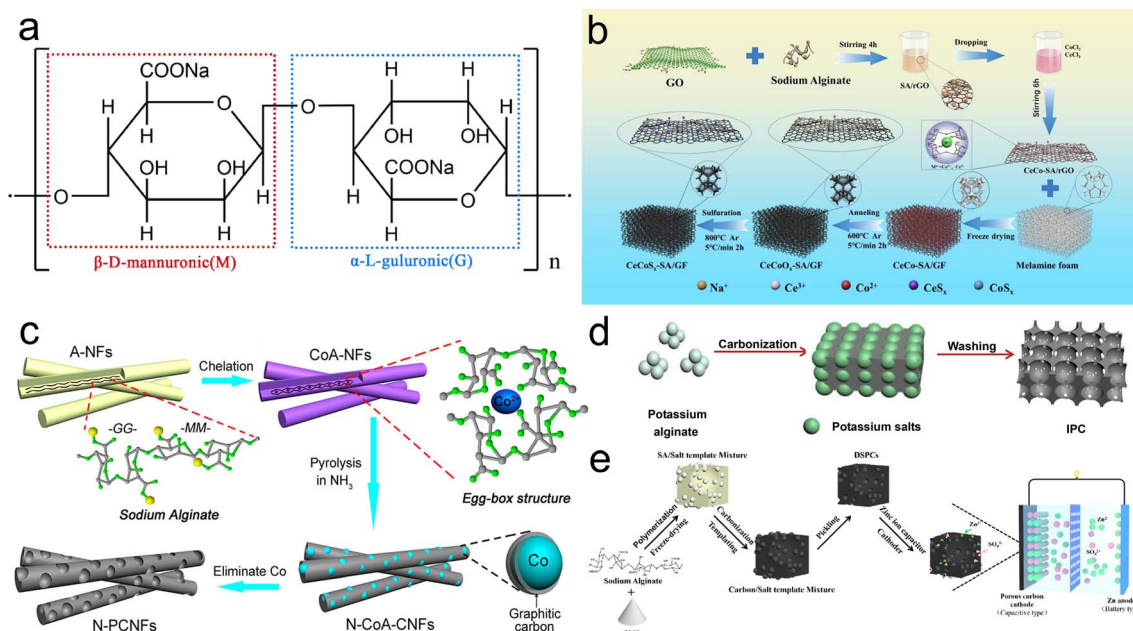 a
COONa
H
O
H
H
H
OH
OH
H
H
O
O
H
H
H
H
OH
OH
COONa
H
H
O
n
β-D-mannuronic(M)
α-L-guluronic(G)
b
GO
Sodium Alginate
Stirring 4h
SA/rGO
Dropping
CoCl₂
CeCl₃
Stirring 6h
CeCo-SA/rGO
Melamine foam
Freeze drying
CeCo-SA/GF
Anneling
600℃ Ar
5℃/min 2h
CeCoOₓ-SA/GF
Sulfuration
800℃ Ar
5℃/min 2h
CeCoSₓ-SA/GF
Na⁺
Ce³⁺
Co²⁺
CeSₓ
CoSₓ
c
A-NFs
Chelation
CoA-NFs
-GG-
-MM-
Sodium Alginate
Co²⁺
Egg-box structure
Pyrolysis
in NH₃
Co
Graphitic
carbon
N-CoA-CNFs
Eliminate Co
N-PCNFs
d
Potassium
alginate
Carbonization
Potassium salts
Washing
IPC
e
Sodium Alginate
+
Polymerization
Freeze-drying
SA/Salt template Mixture
Carbonization
Templating
Carbon/Salt template Mixture
Pickling
DSPCs
Zinc ion capacitor
Cathoder
Zn²⁺
SO₄²⁻
Zn²⁺
SO₄²⁻
Porous carbon
cathode
(Capacitive type)
Zn anode
(Battery ty